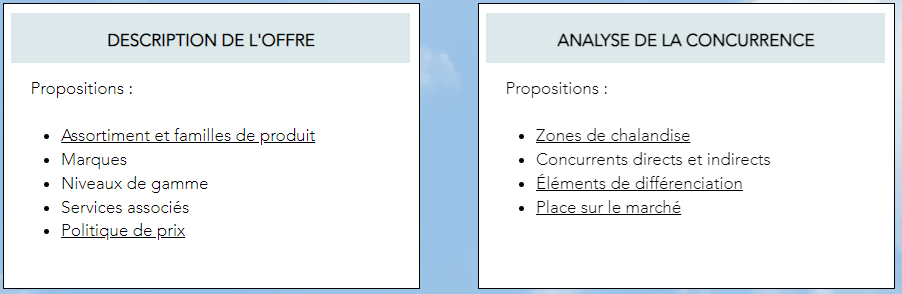 DESCRIPTION DE L'OFFRE
Propositions :
• Assortiment et familles de produit
• Marques
• Niveaux de gamme
• Services associés
• Politique de prix
ANALYSE DE LA CONCURRENCE
Propositions :
• Zones de chalandise
• Concurrents directs et indirects
• Éléments de différenciation
• Place sur le marché